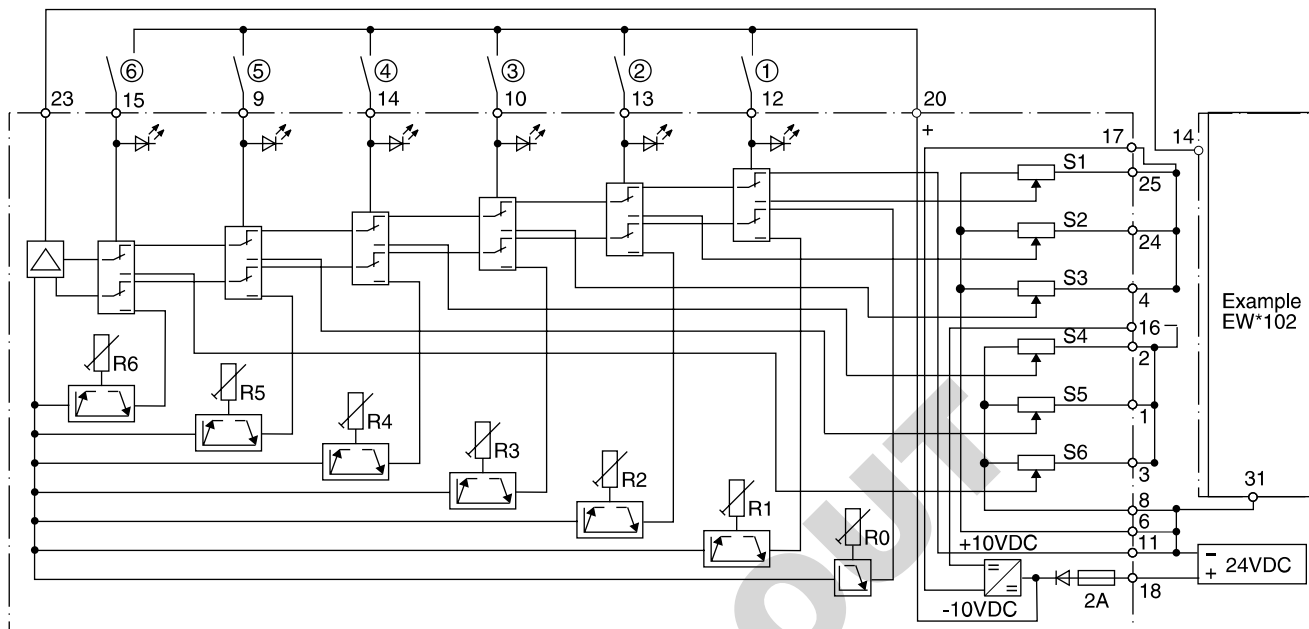 ⑥ ⑤ ④ ③ ② ①
23 15 9 14 10 13 12 20
+
17 14
S1
25
S2
24
S3
4
16
S4
2
S5
1
S6
3
8
6
11
18
31
Example
EW*102
R6
R5
R4
R3
R2
R1
R0
+10VDC
-10VDC
2A
- 24VDC
+
OUT